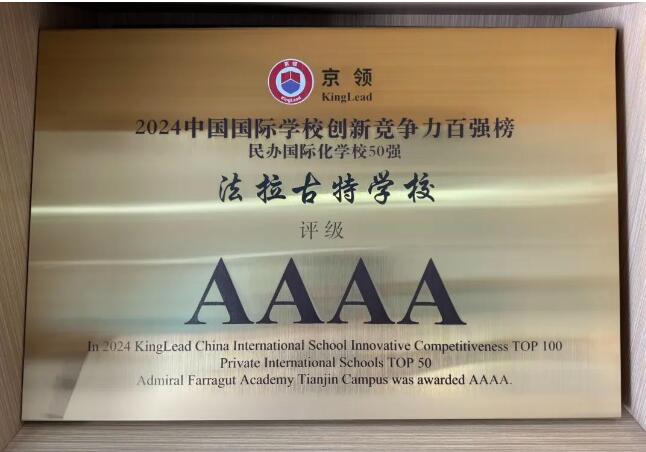 京领
KingLead
京领
KingLead
2024中国国际学校创新竞争力百强榜
民办国际化学校50强
法拉古特学校
评级
AAAA
In 2024 KingLead China International School Innovative Competitiveness TOP 100
Private International Schools TOP 50
Admiral Farragut Academy Tianjin Campus was awarded AAAA.